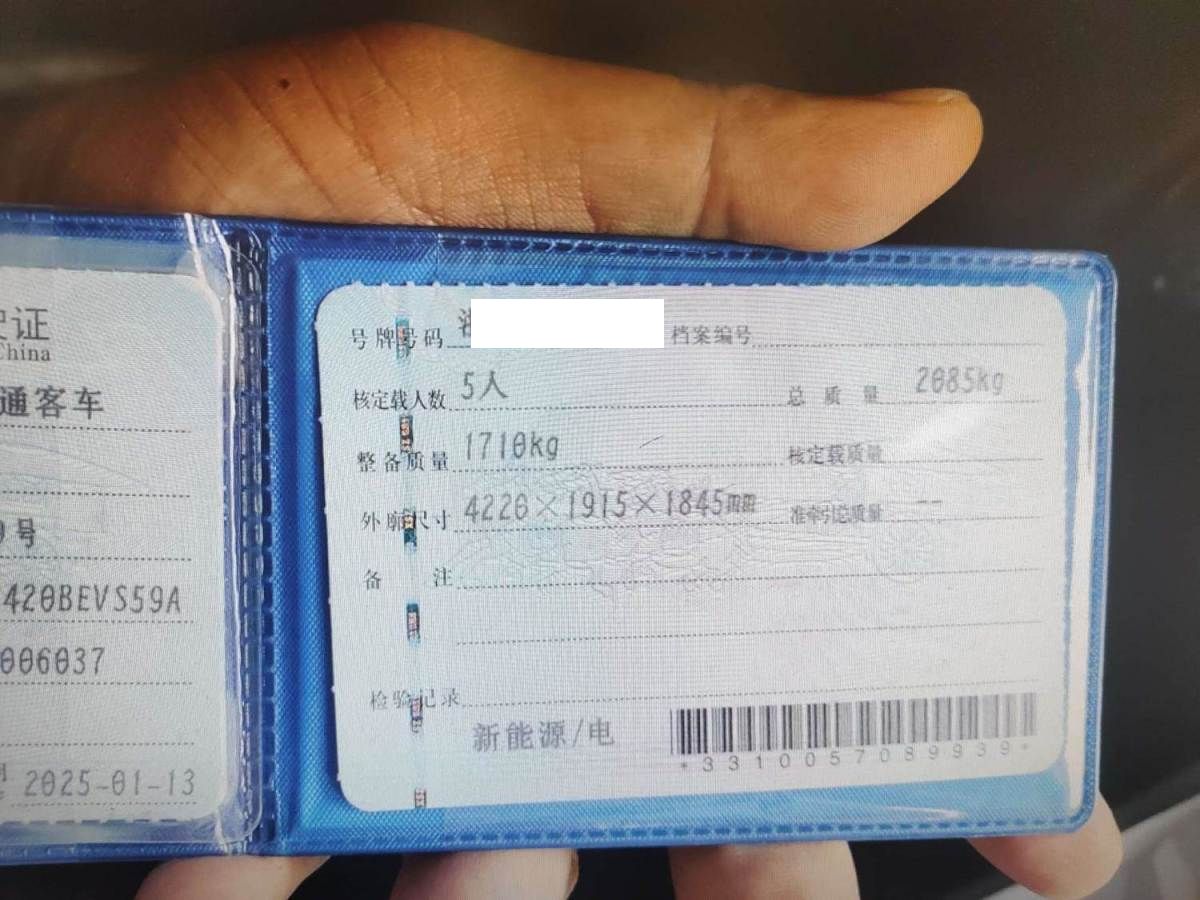 史证
China
通客车
9号
420BEVS59A
006037
2025-01-13
号牌号码 档案编号
核定载人数 5人 总质量 2085kg
整备质量 1710kg 核定载质量
外廓尺寸 4220×1915×1845mm 准牵引总质量 --
备注
检验记录
新能源/电
*3310057089939*